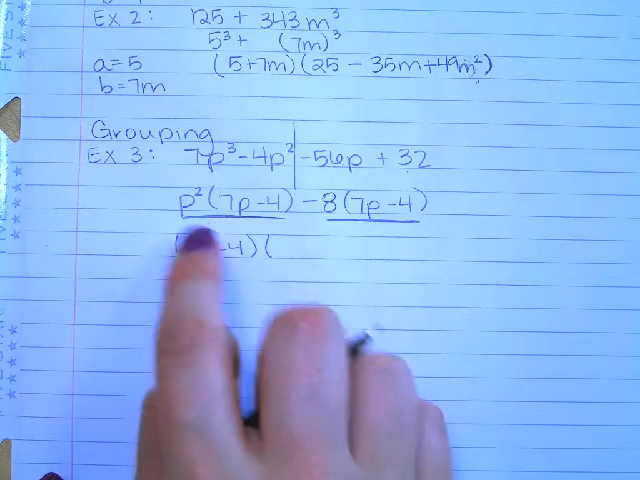 EX 2: 125 + 343m³
5³ + (7m)³
a=5 (5+7m)(25 - 35m+49m²)
b=7m
Grouping
EX 3: 7p³-4p² -56p + 32
p²(7p-4) -8(7p-4)
-4)(